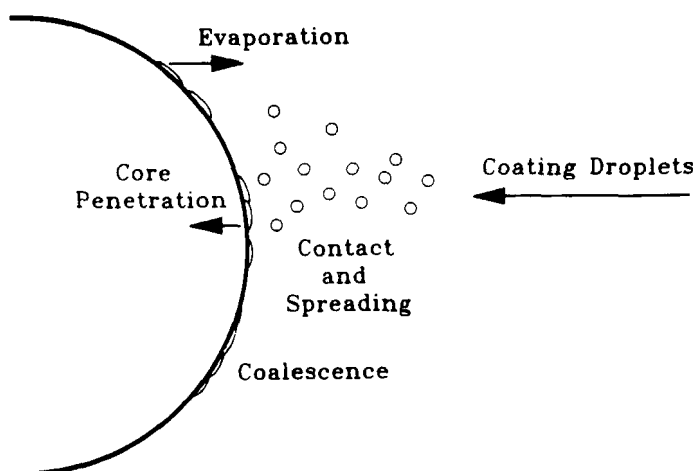 Evaporation
Core
Penetration
Coating Droplets
Contact
and
Spreading
Coalescence